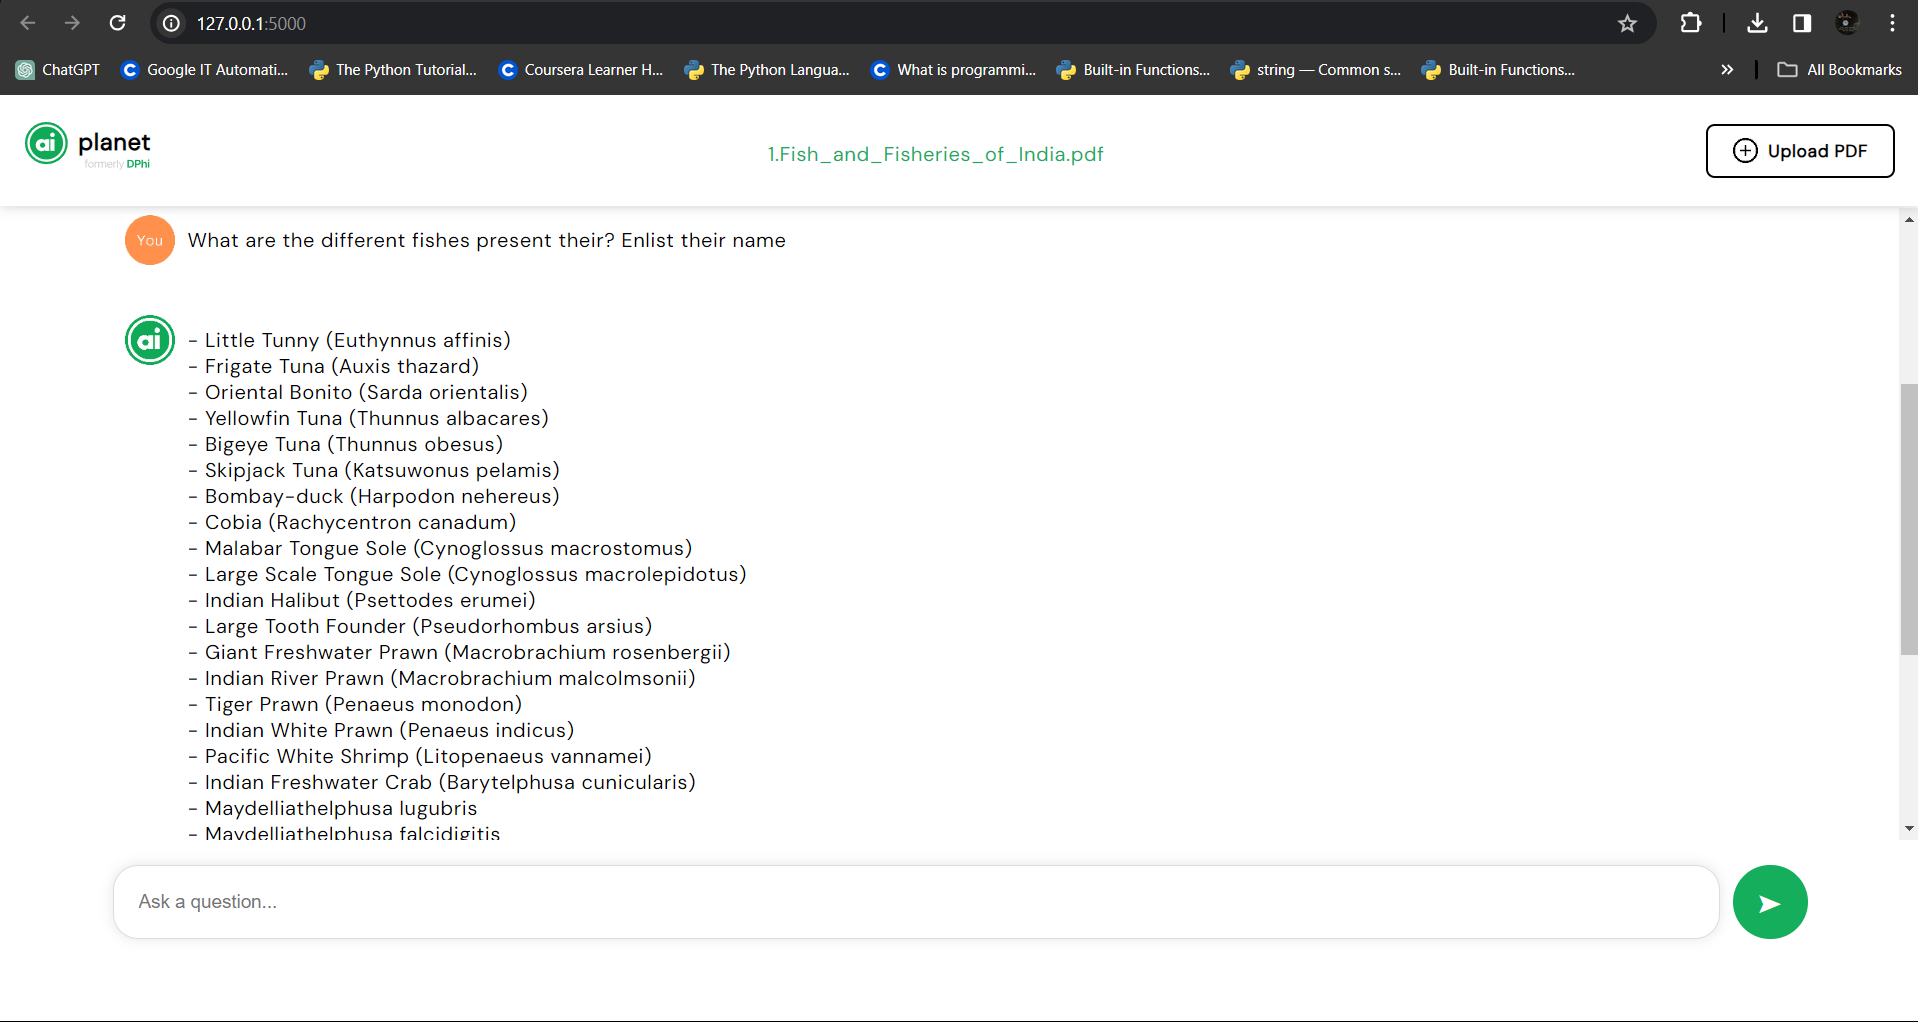 127.0.0.1:5000
ChatGPT
Google IT Automati...
The Python Tutorial...
Coursera Learner H...
The Python Langua...
What is programmi...
Built-in Functions...
string — Common s...
Built-in Functions...
All Bookmarks
ai planet
formerly DPhi
1.Fish_and_Fisheries_of_India.pdf
Upload PDF
You
What are the different fishes present their? Enlist their name
ai
- Little Tunny (Euthynnus affinis)
- Frigate Tuna (Auxis thazard)
- Oriental Bonito (Sarda orientalis)
- Yellowfin Tuna (Thunnus albacares)
- Bigeye Tuna (Thunnus obesus)
- Skipjack Tuna (Katsuwonus pelamis)
- Bombay-duck (Harpodon nehereus)
- Cobia (Rachycentron canadum)
- Malabar Tongue Sole (Cynoglossus macrostomus)
- Large Scale Tongue Sole (Cynoglossus macrolepidotus)
- Indian Halibut (Psettodes erumei)
- Large Tooth Founder (Pseudorhombus arsius)
- Giant Freshwater Prawn (Macrobrachium rosenbergii)
- Indian River Prawn (Macrobrachium malcolmsonii)
- Tiger Prawn (Penaeus monodon)
- Indian White Prawn (Penaeus indicus)
- Pacific White Shrimp (Litopenaeus vannamei)
- Indian Freshwater Crab (Barytelphusa cunicularis)
- Maydelliathelphusa lugubris
- Maydelliathelphusa falcidigitis
Ask a question...